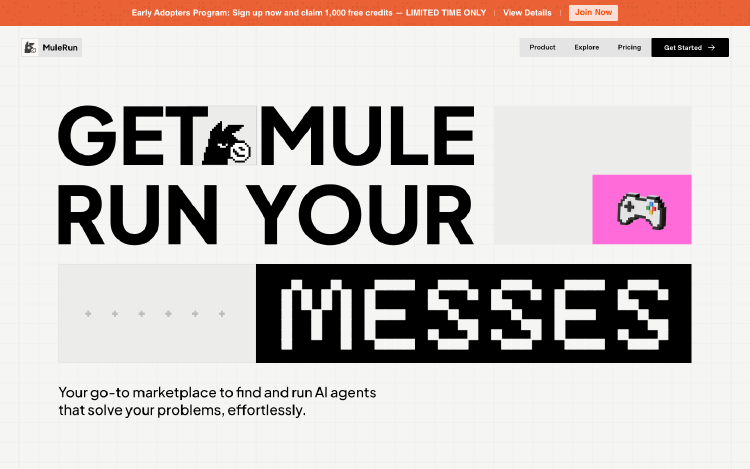 Early Adopters Program: Sign up now and claim 1,000 free credits — LIMITED TIME ONLY | View Details | Join Now
MuleRun
Product Explore Pricing Get Started →
GET MULE
RUN YOUR
MESSES
Your go-to marketplace to find and run AI agents
that solve your problems, effortlessly.